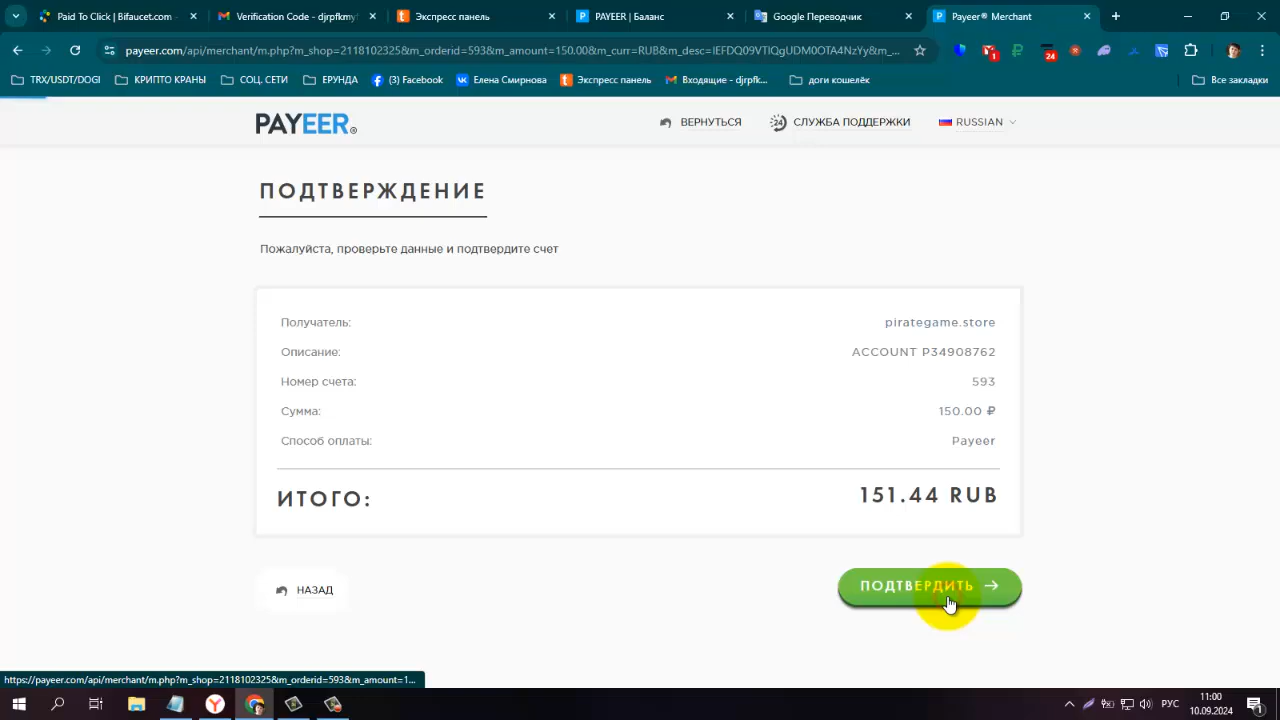 Paid To Click | Bifaucet.com -
Verification Code - djrpfkmy
Экспресс панель
PAYEER | Баланс
Google Переводчик
Payeer® Merchant
payeer.com/api/merchant/m.php?m_shop=2118102325&m_orderid=593&m_amount=150.00&m_curr=RUB&m_desc=IEFDQ09VTlQgUDM0OTA4NzYy&m_...
1
24
TRX/USDT/DOGI
КРИПТО КРАНЫ
СОЦ. СЕТИ
ЕРУНДА
(3) Facebook
Елена Смирнова
Экспресс панель
Входящие - djrpfk...
доги кошелёк
Все закладки
PAYEER®
ВЕРНУТЬСЯ
24
СЛУЖБА ПОДДЕРЖКИ
RUSSIAN
ПОДТВЕРЖДЕНИЕ
Пожалуйста, проверьте данные и подтвердите счет
Получатель: pirategame.store
Описание: ACCOUNT P34908762
Номер счета: 593
Сумма: 150.00 ₽
Способ оплаты: Payeer
ИТОГО: 151.44 RUB
НАЗАД
ПОДТВЕРДИТЬ
https://payeer.com/api/merchant/m.php?m_shop=2118102325&m_orderid=593&m_amount=1...
РУС
11:00
10.09.2024
1